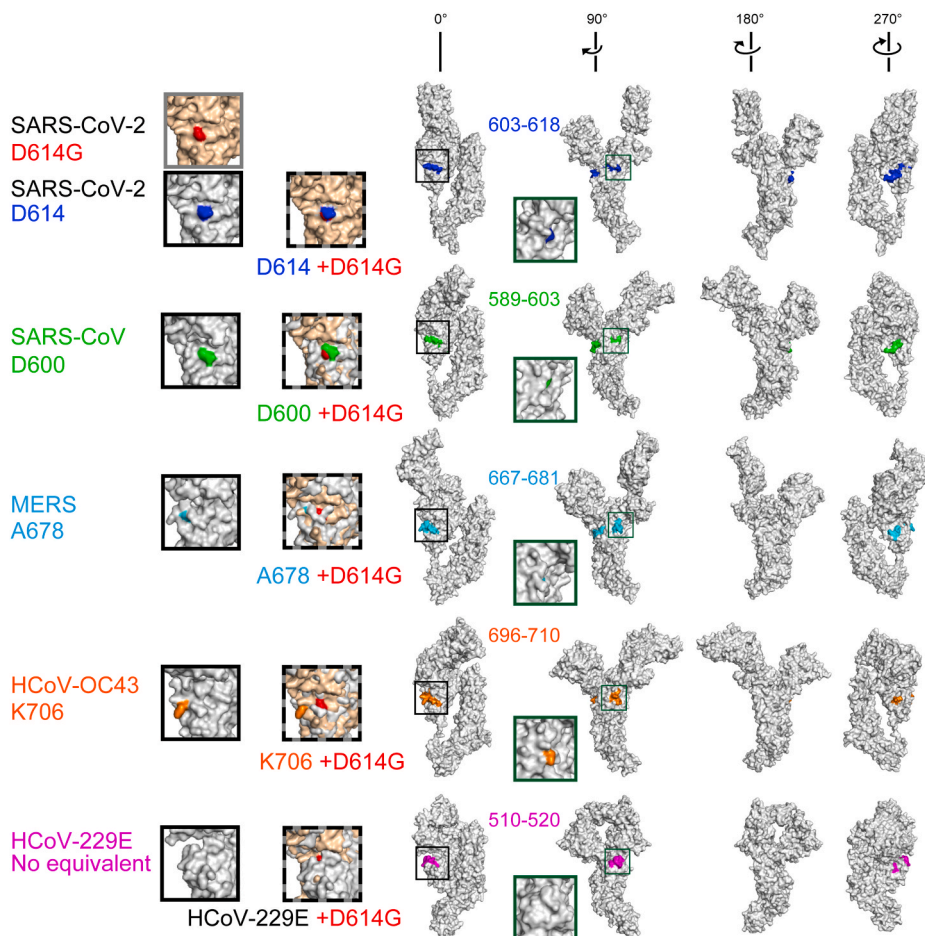 0° 90° 180° 270°
SARS-CoV-2
D614G
603-618
SARS-CoV-2
D614
D614 +D614G
589-603
SARS-CoV
D600
D600 +D614G
667-681
MERS
A678
A678 +D614G
696-710
HCoV-OC43
K706
K706 +D614G
510-520
HCoV-229E
No equivalent
HCoV-229E +D614G